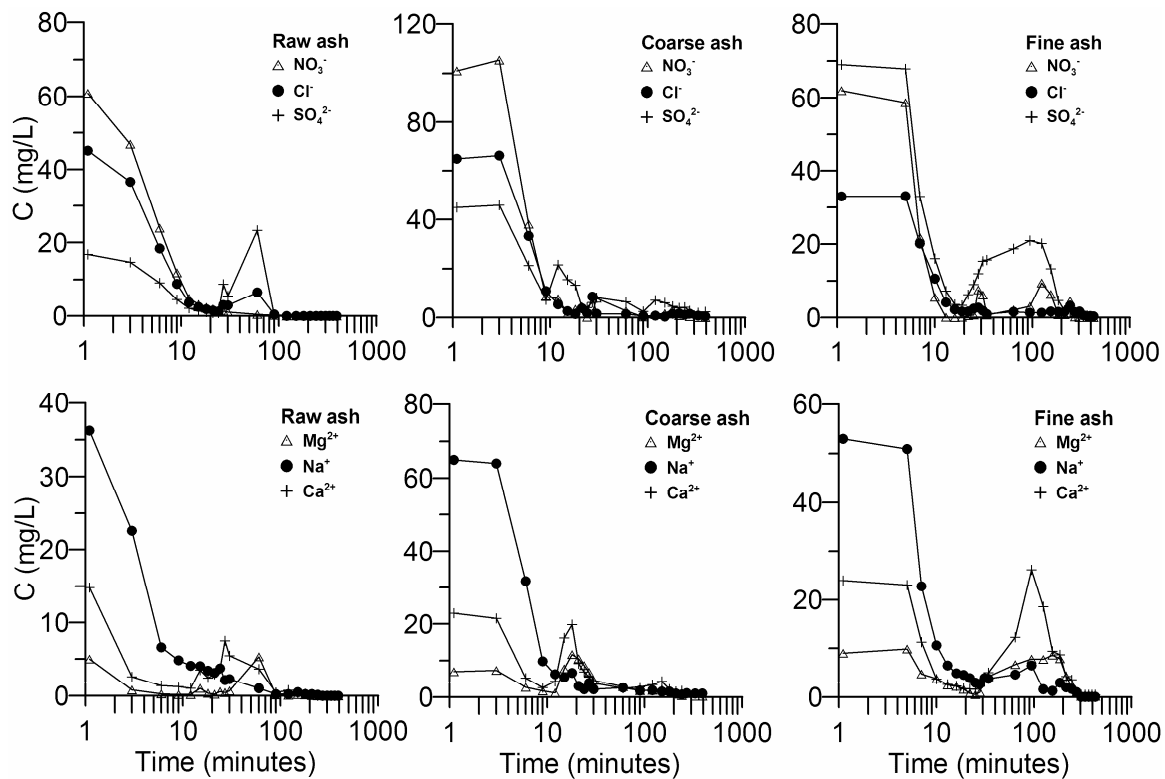 Raw ash
NO₃⁻
Cl⁻
SO₄²⁻
C (mg/L)
80
60
40
20
0
1
10
100
1000
Coarse ash
NO₃⁻
Cl⁻
SO₄²⁻
120
80
40
0
1
10
100
1000
Fine ash
NO₃⁻
Cl⁻
SO₄²⁻
80
60
40
20
0
1
10
100
1000
Raw ash
Mg²⁺
Na⁺
Ca²⁺
C (mg/L)
40
30
20
10
0
1
10
100
1000
Time (minutes)
Coarse ash
Mg²⁺
Na⁺
Ca²⁺
80
60
40
20
0
1
10
100
1000
Time (minutes)
Fine ash
Mg²⁺
Na⁺
Ca²⁺
60
40
20
0
1
10
100
1000
Time (minutes)